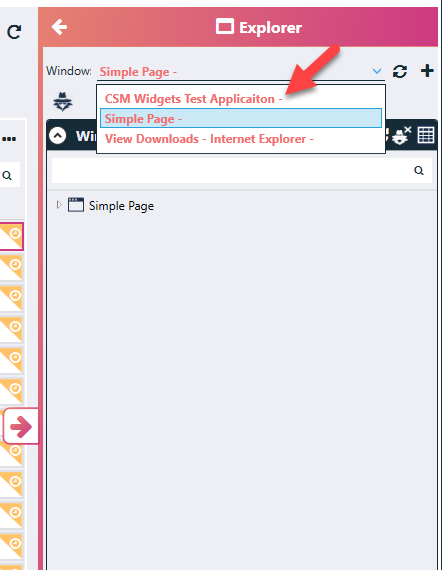 Explorer
Window: Simple Page -
CSM Widgets Test Applicaiton -
Simple Page -
View Downloads - Internet Explorer -
Wi
Simple Page